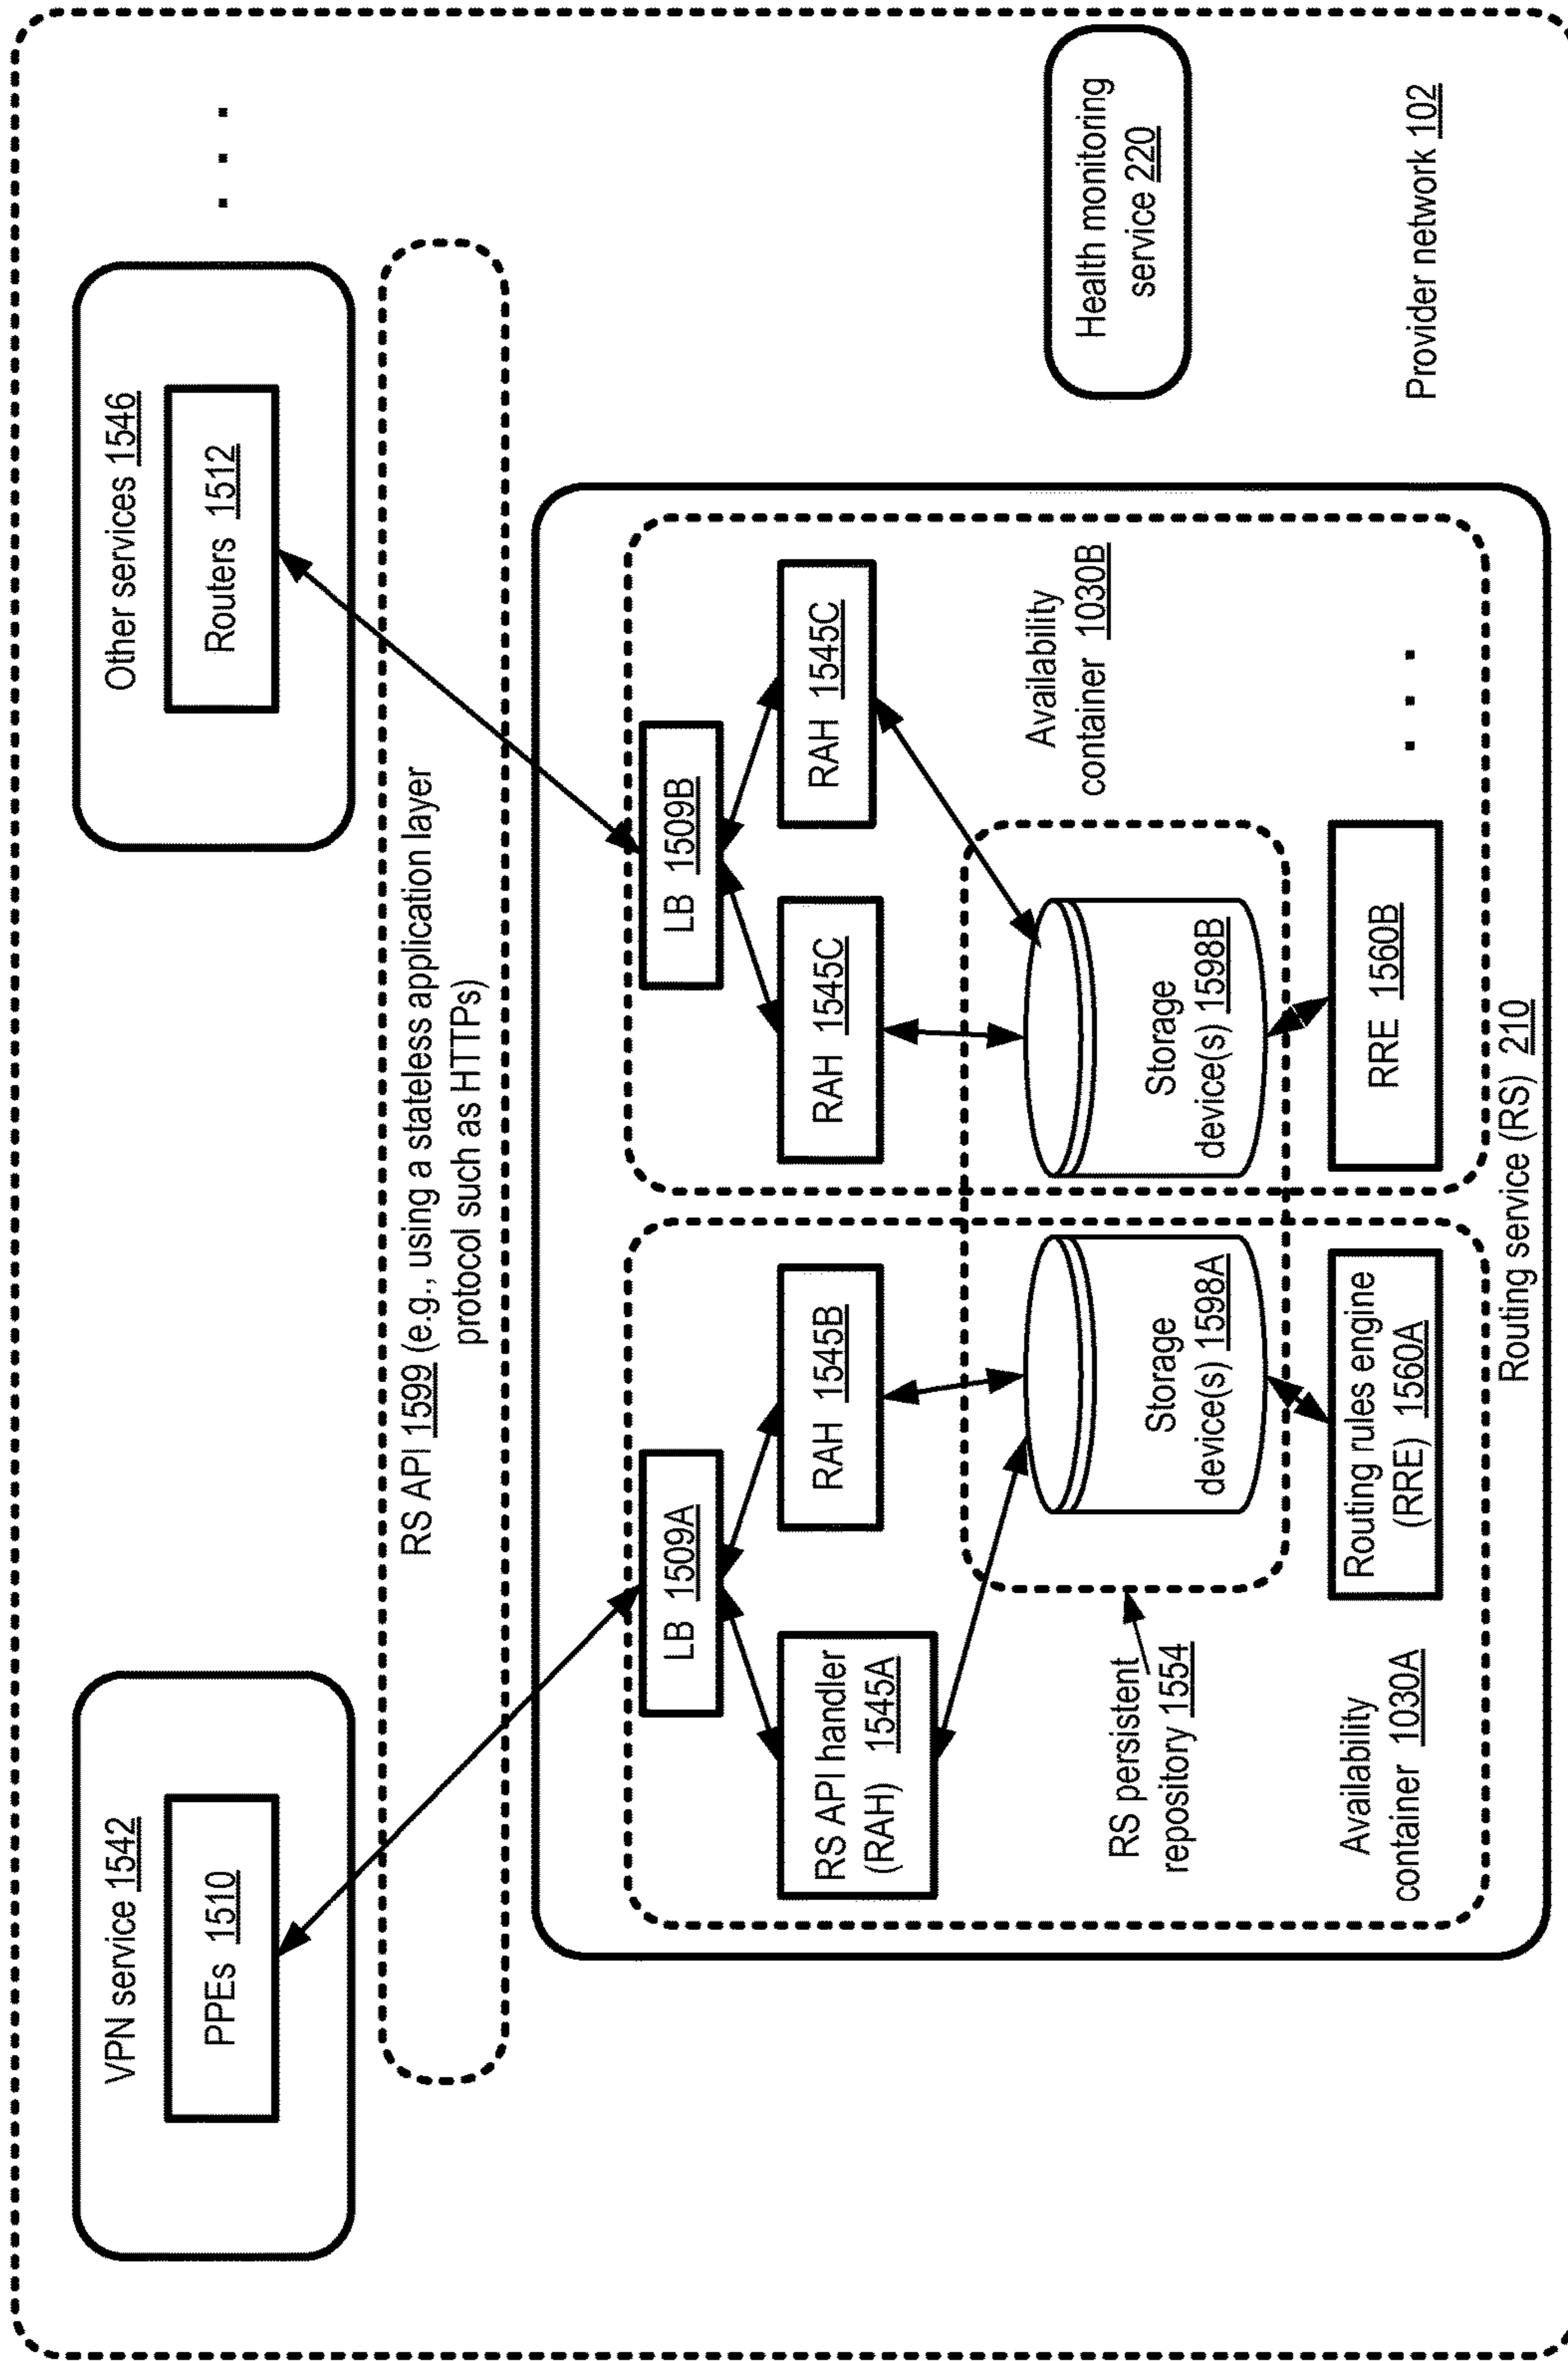 VPN service 1542
PPEs 1510
Other services 1546
Routers 1512
. . .
RS API 1599 (e.g., using a stateless application layer
protocol such as HTTPs)
LB 1509A
LB 1509B
RS API handler
(RAH) 1545A
RAH 1545B
RAH 1545C
RAH 1545C
RS persistent
repository 1554
Storage
device(s) 1598A
Storage
device(s) 1598B
Availability
container 1030B
Availability
container 1030A
Routing rules engine
(RRE) 1560A
RRE 1560B
. . .
Routing service (RS) 210
Health monitoring
service 220
Provider network 102